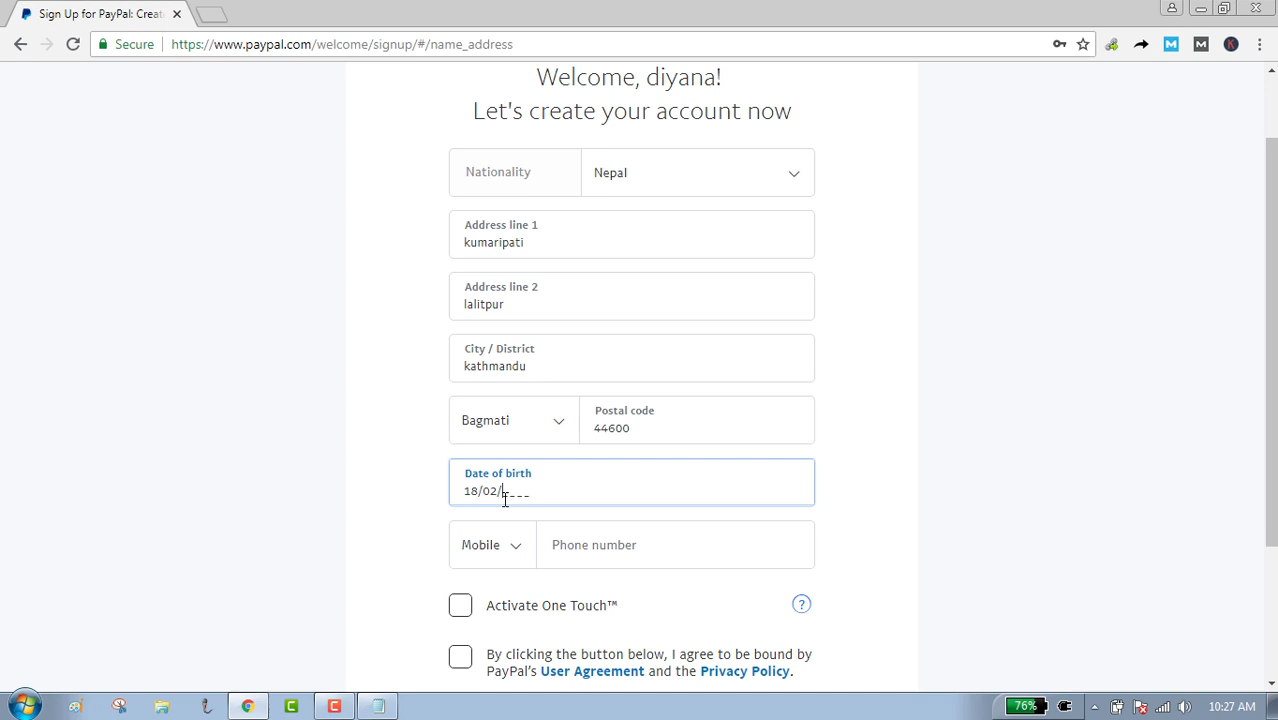 Sign Up for PayPal: Creat
Secure
https://www.paypal.com/welcome/signup/#/name_address
Welcome, diyana!
Let's create your account now
Nationality
Nepal
Address line 1
kumaripati
Address line 2
lalitpur
City / District
kathmandu
Bagmati
Postal code
44600
Date of birth
18/02/____
Mobile
Phone number
Activate One Touch™
?
By clicking the button below, I agree to be bound by
PayPal's User Agreement and the Privacy Policy.
76%
10:27 AM